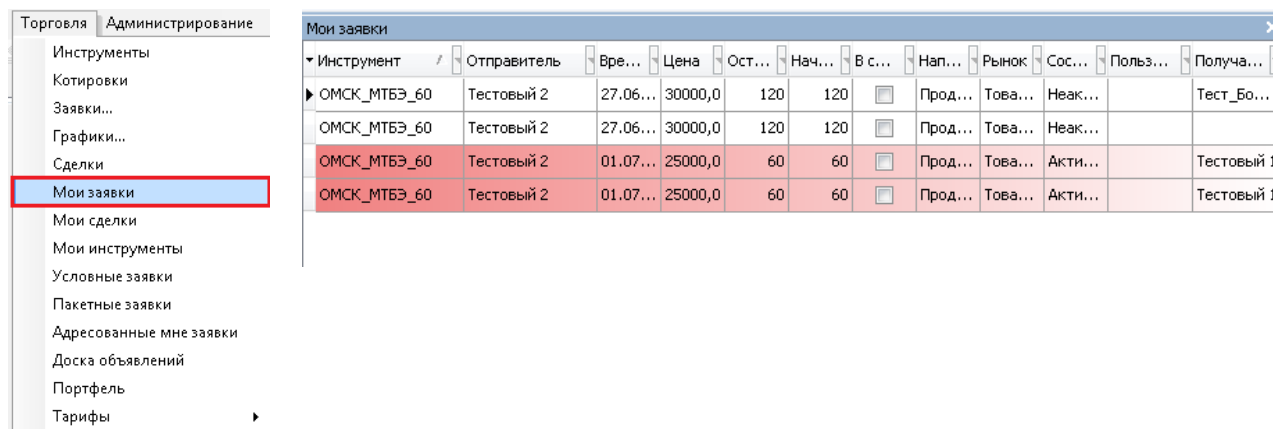 Торговля Администрирование
Инструменты
Котировки
Заявки...
Графики...
Сделки
Мои заявки
Мои сделки
Мои инструменты
Условные заявки
Пакетные заявки
Адресованные мне заявки
Доска объявлений
Портфель
Тарифы
Мои заявки
Инструмент Отправитель Вре... Цена Ост... Нач... В с... Нап... Рынок Сос... Польз... Получа...
ОМСК_МТБЭ_60 Тестовый 2 27.06... 30000,0 120 120 Прод... Това... Неак... Тест_Бо...
ОМСК_МТБЭ_60 Тестовый 2 27.06... 30000,0 120 120 Прод... Това... Неак...
ОМСК_МТБЭ_60 Тестовый 2 01.07... 25000,0 60 60 Прод... Това... Акти... Тестовый 1
ОМСК_МТБЭ_60 Тестовый 2 01.07... 25000,0 60 60 Прод... Това... Акти... Тестовый 1